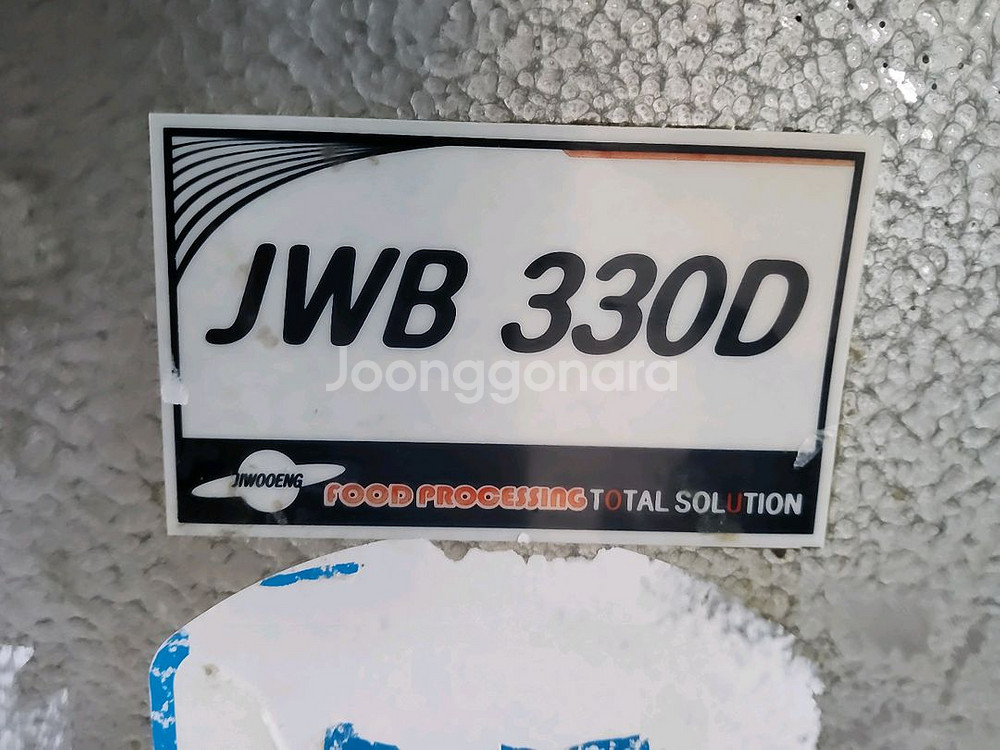 JWB 330D
Joonggonara
JIWOOENG FOOD PROCESSING TOTAL SOLUTION